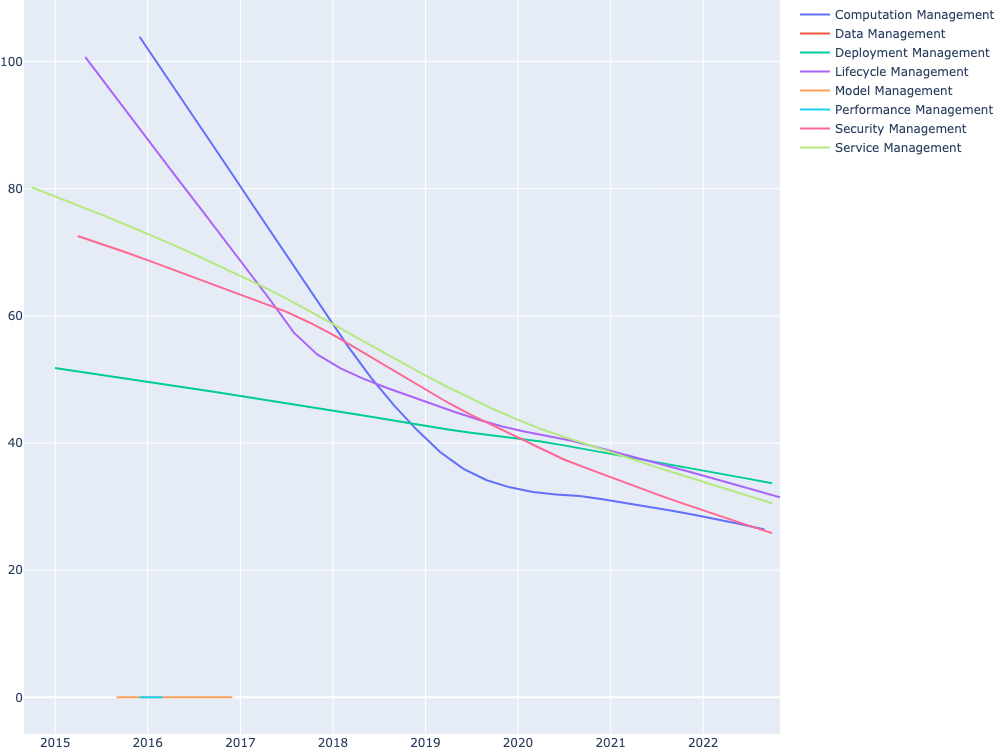 Computation Management
Data Management
Deployment Management
Lifecycle Management
Model Management
Performance Management
Security Management
Service Management
100
80
60
40
20
0
2015 2016 2017 2018 2019 2020 2021 2022